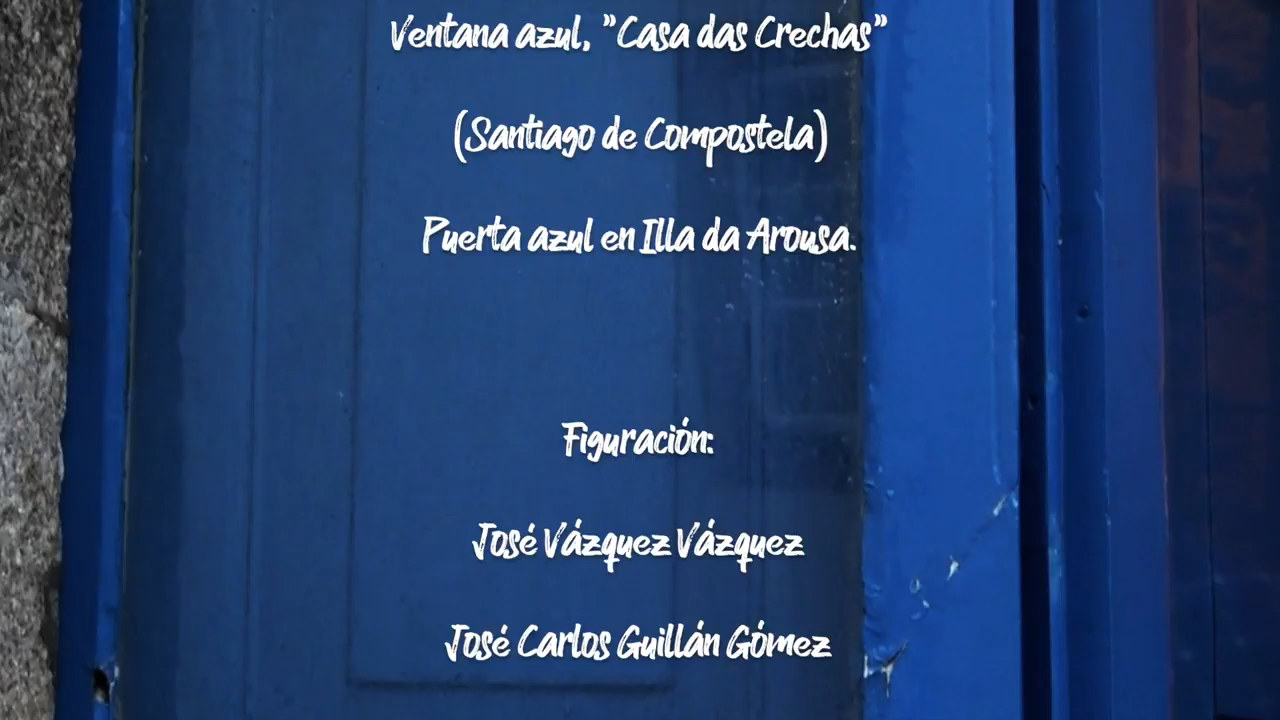 Ventana azul, "Casa das Crechas"
(Santiago de Compostela)
Puerta azul en Illa da Arousa.
Figuración:
José Vázquez Vázquez
José Carlos Guillán Gómez